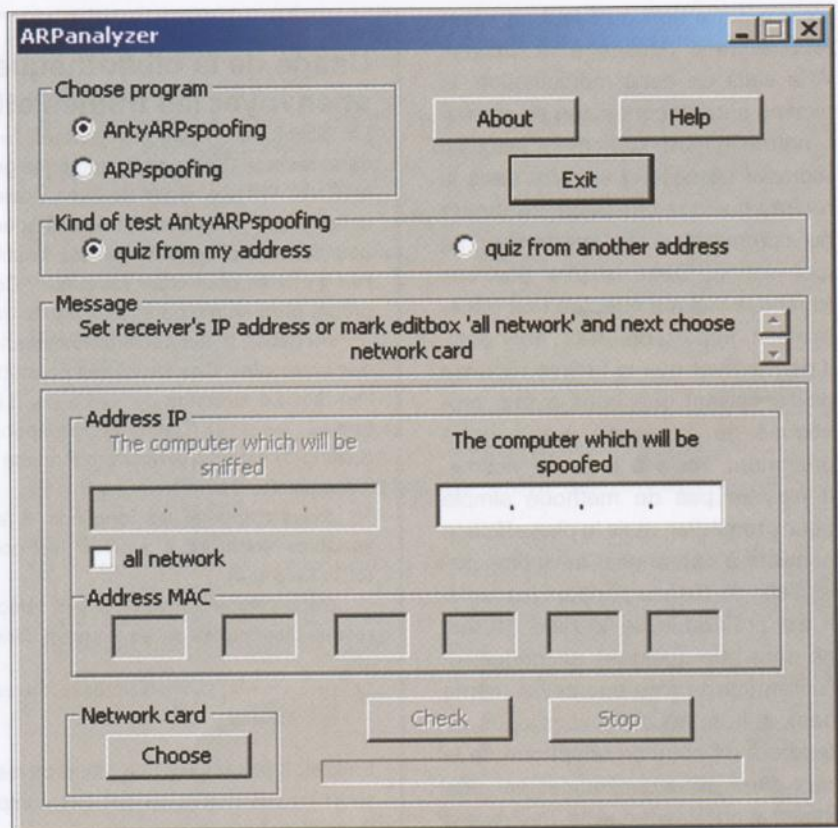 ARPanalyzer
Choose program
AntyARPspoofing
ARPspoofing
About
Help
Exit
Kind of test AntyARPspoofing
quiz from my address
quiz from another address
Message
Set receiver's IP address or mark editbox 'all network' and next choose
network card
Address IP
The computer which will be
sniffed
The computer which will be
spoofed
. . .
. . .
all network
Address MAC
Network card
Choose
Check
Stop